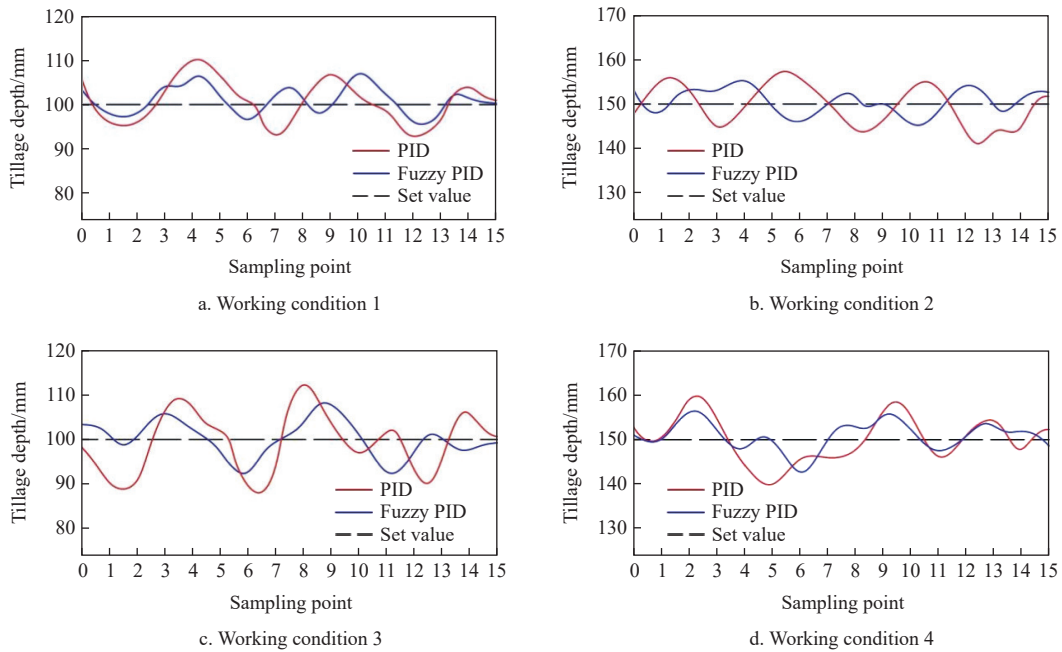 120
110
100
90
80
Tillage depth/mm
PID
Fuzzy PID
Set value
0 1 2 3 4 5 6 7 8 9 10 11 12 13 14 15
Sampling point
a. Working condition 1
170
160
150
140
130
Tillage depth/mm
PID
Fuzzy PID
Set value
0 1 2 3 4 5 6 7 8 9 10 11 12 13 14 15
Sampling point
b. Working condition 2
120
110
100
90
80
Tillage depth/mm
PID
Fuzzy PID
Set value
0 1 2 3 4 5 6 7 8 9 10 11 12 13 14 15
Sampling point
c. Working condition 3
170
160
150
140
130
Tillage depth/mm
PID
Fuzzy PID
Set value
0 1 2 3 4 5 6 7 8 9 10 11 12 13 14 15
Sampling point
d. Working condition 4